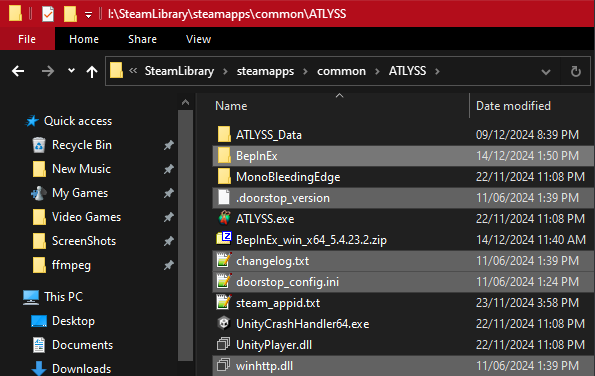 I:\SteamLibrary\steamapps\common\ATLYSS
File Home Share View
SteamLibrary steamapps common ATLYSS
Name Date modified
Quick access
Recycle Bin
New Music
My Games
Video Games
ScreenShots
ffmpeg
This PC
Desktop
Documents
Downloads
ATLYSS_Data 09/12/2024 8:39 PM
BepInEx 14/12/2024 1:50 PM
MonoBleedingEdge 22/11/2024 11:08 PM
.doorstop_version 11/06/2024 1:39 PM
ATLYSS.exe 22/11/2024 11:08 PM
BepInEx_win_x64_5.4.23.2.zip 14/12/2024 11:40 AM
changelog.txt 11/06/2024 1:39 PM
doorstop_config.ini 11/06/2024 1:24 PM
steam_appid.txt 23/11/2024 3:58 PM
UnityCrashHandler64.exe 22/11/2024 11:08 PM
UnityPlayer.dll 22/11/2024 11:08 PM
winhttp.dll 11/06/2024 1:39 PM